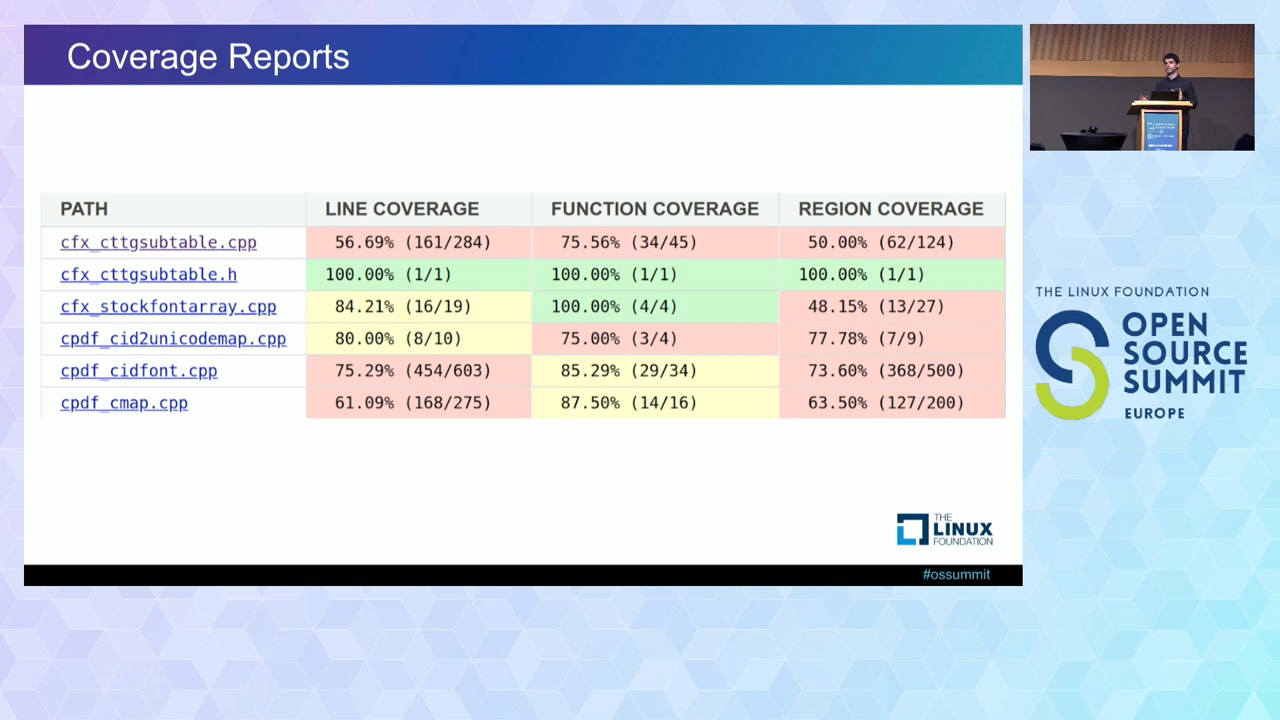 Coverage Reports
PATH LINE COVERAGE FUNCTION COVERAGE REGION COVERAGE
cfx_cttgsubtable.cpp 56.69% (161/284) 75.56% (34/45) 50.00% (62/124)
cfx_cttgsubtable.h 100.00% (1/1) 100.00% (1/1) 100.00% (1/1)
cfx_stockfontarray.cpp 84.21% (16/19) 100.00% (4/4) 48.15% (13/27)
cpdf_cid2unicodemap.cpp 80.00% (8/10) 75.00% (3/4) 77.78% (7/9)
cpdf_cidfont.cpp 75.29% (454/603) 85.29% (29/34) 73.60% (368/500)
cpdf_cmap.cpp 61.09% (168/275) 87.50% (14/16) 63.50% (127/200)
THE
LINUX
FOUNDATION
#ossummit
THE LINUX FOUNDATION
OPEN
SOURCE
SUMMIT
EUROPE